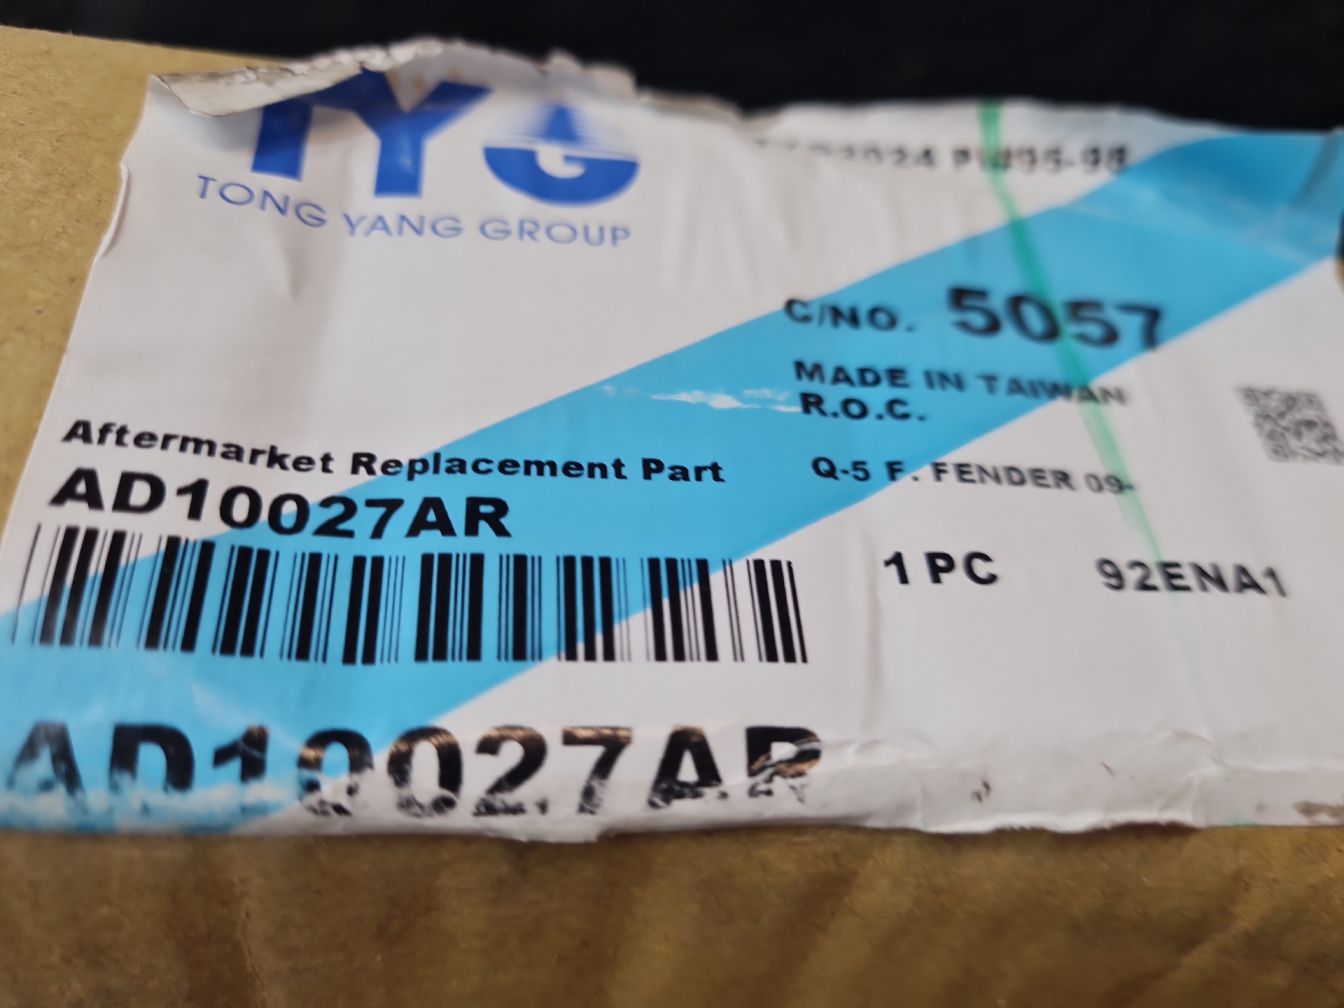 TYG
TONG YANG GROUP
C/NO. 5057
MADE IN TAIWAN
R.O.C.
Aftermarket Replacement Part
AD10027AR
Q-5 F. FENDER 09-
1 PC 92ENA1
AD10027AR